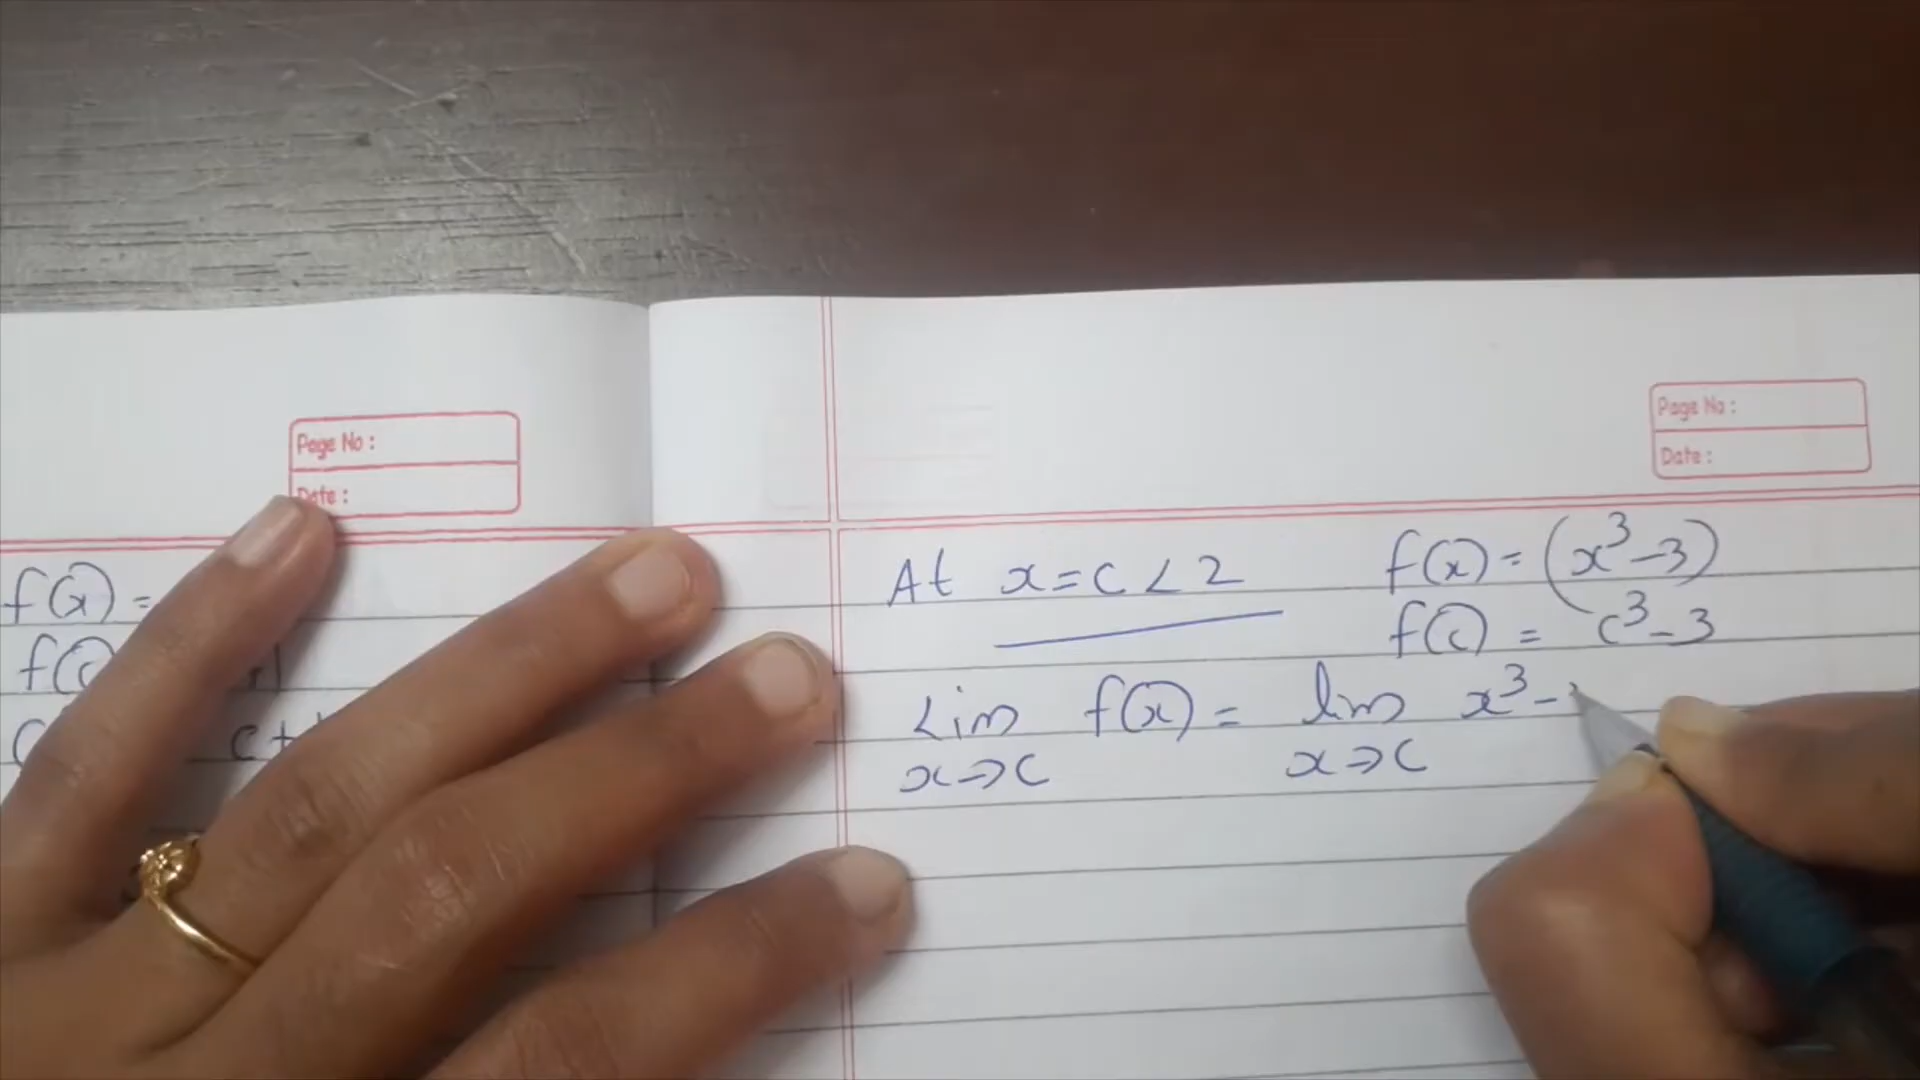 Page No :
Date :
f(x) =
Page No :
Date :
At x = c < 2
f(x) = (x³-3)
f(c) = c³-3
Lim f(x) = lim x³-
x→c x→c